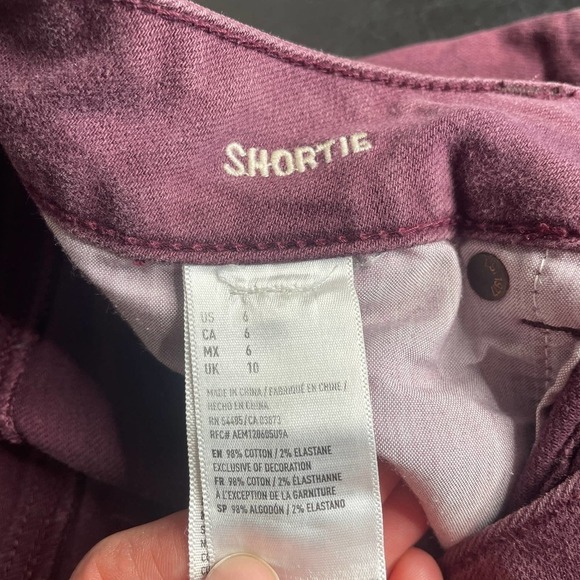 SHORTIE
US 6
CA 6
MX 6
UK 10
MADE IN CHINA / FABRIQUÉ EN CHINE /
HECHO EN CHINA
RN 54485/CA 03873
RFC# AEM120605U9A
EN 98% COTTON / 2% ELASTANE
EXCLUSIVE OF DECORATION
FR 98% COTON / 2% ÉLASTHANNE
À L'EXCEPTION DE LA GARNITURE
SP 98% ALGODÓN / 2% ELASTANO